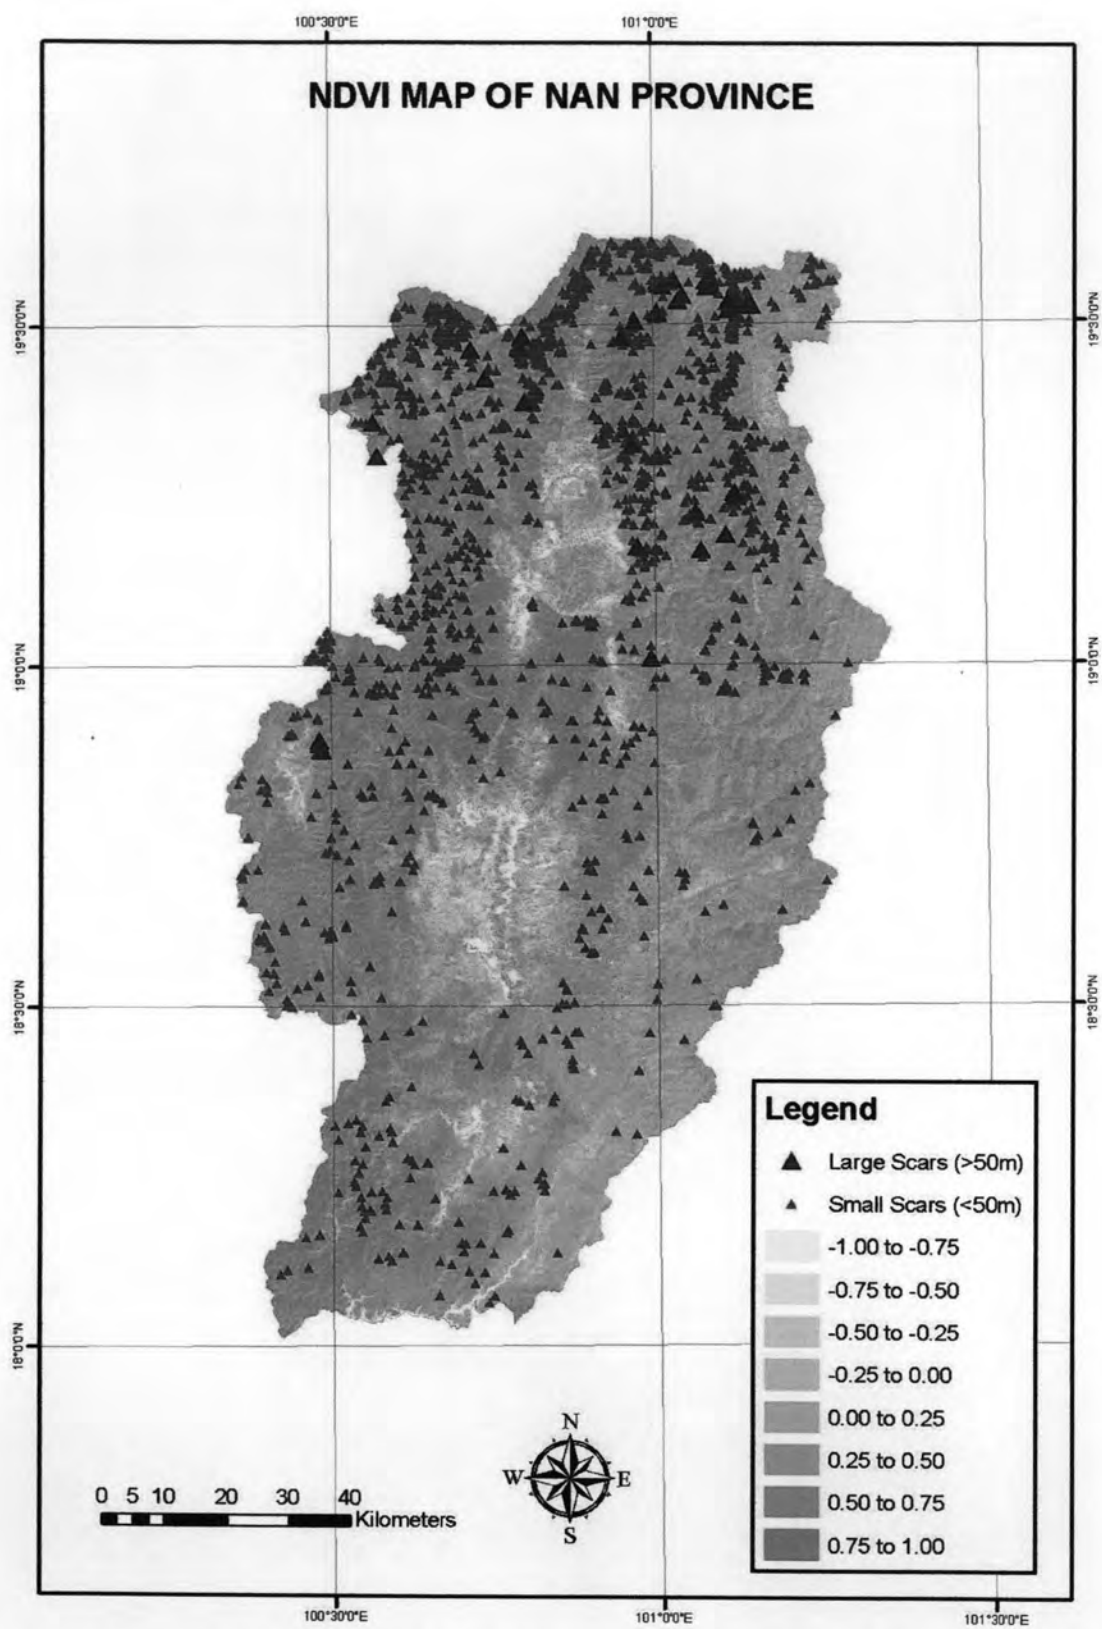 100°30'0"E
101°0'0"E
NDVI MAP OF NAN PROVINCE
19°30'0"N
19°30'0"N
19°0'0"N
19°0'0"N
18°30'0"N
18°30'0"N
18°0'0"N
Legend
Large Scars (>50m)
Small Scars (<50m)
-1.00 to -0.75
-0.75 to -0.50
-0.50 to -0.25
-0.25 to 0.00
0.00 to 0.25
0.25 to 0.50
0.50 to 0.75
0.75 to 1.00
N
W
E
S
0 5 10 20 30 40
Kilometers
18°0'0"N
100°30'0"E
101°0'0"E
101°30'0"E